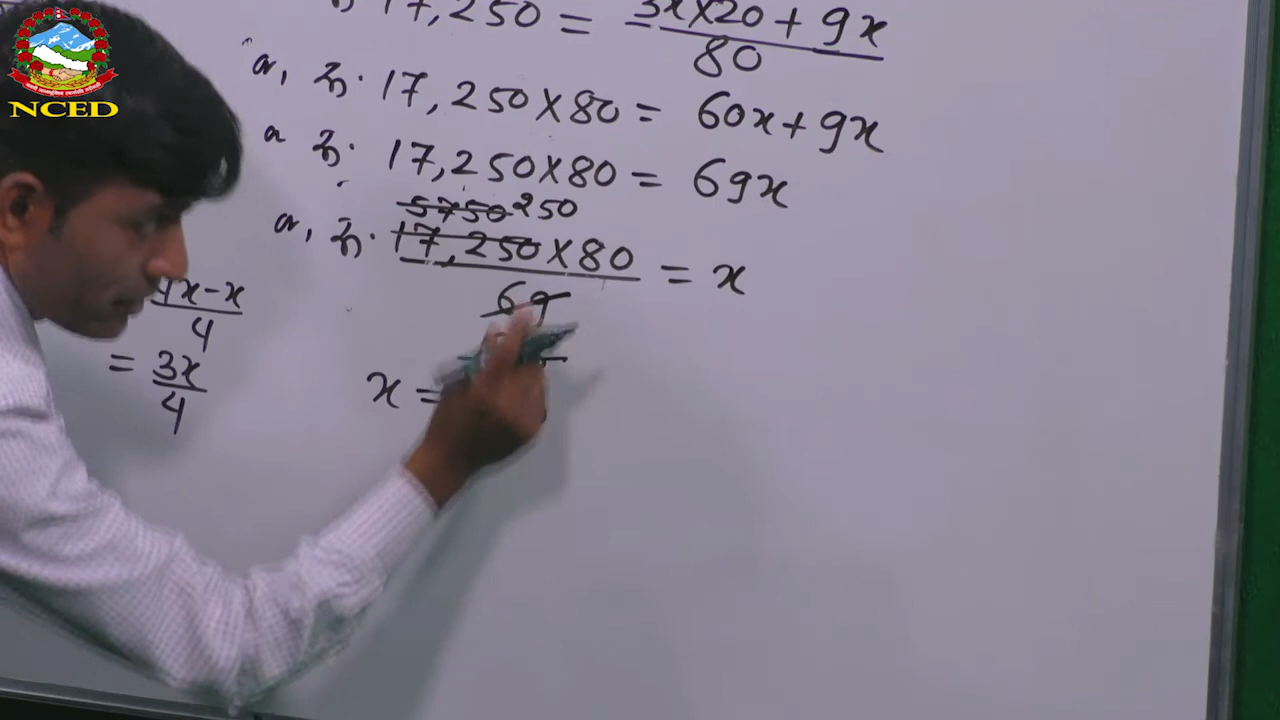 NCED
रु. 17,250 = 3x×20 + 9x
80
a, रु. 17,250×80 = 60x+9x
a रु. 17,250×80 = 69x
5750 250
a, रु. 17,250×80 = x
69
4x-x
4
= 3x
4
x =